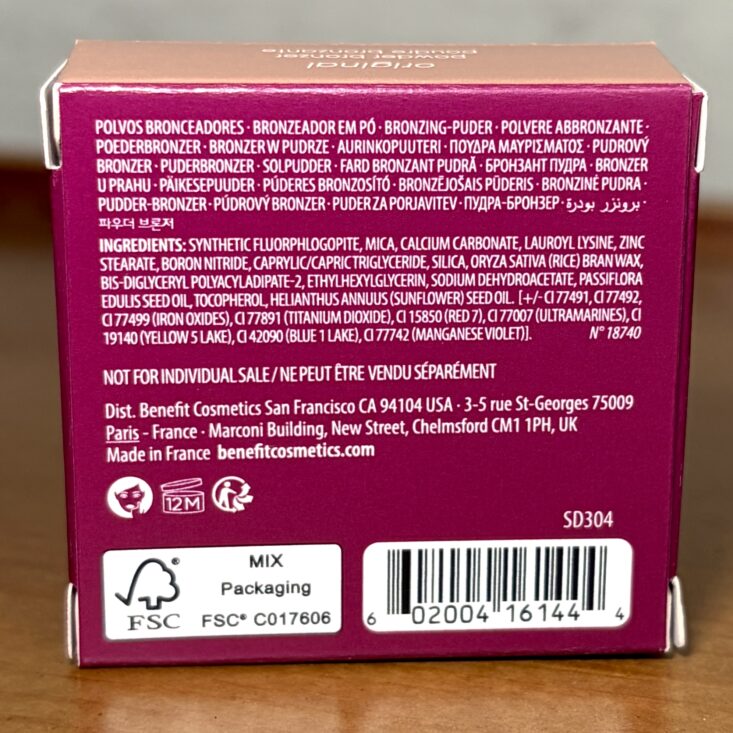 original
powder bronzer
poudre bronzante
POLVOS BRONCEADORES · BRONZEADOR EM PÓ · BRONZING-PUDER · POLVERE ABBRONZANTE ·
POEDERBRONZER · BRONZER W PUDRZE · AURINKOPUUTERI · ΠΟΥΔΡΑ ΜΑΥΡΙΣΜΑΤΟΣ · PUDROVÝ
BRONZER · PUDERBRONZER · SOLPUDDER · FARD BRONZANT PUDRĂ · БРОНЗАНТ ПУДРА · BRONZER
U PRAHU · PÄIKESEPUUDER · PÚDERES BRONZOSÍTÓ · BRONZĒJOŠAIS PŪDERIS · BRONZINĖ PUDRA ·
PUDDER-BRONZER · PÚDROVÝ BRONZER · PUDER ZA PORJAVITEV · ПУДРА-БРОНЗЕР · برونزر بودرة ·
파우더 브론저
INGREDIENTS: SYNTHETIC FLUORPHLOGOPITE, MICA, CALCIUM CARBONATE, LAUROYL LYSINE, ZINC
STEARATE, BORON NITRIDE, CAPRYLIC/CAPRIC TRIGLYCERIDE, SILICA, ORYZA SATIVA (RICE) BRAN WAX,
BIS-DIGLYCERYL POLYACYLADIPATE-2, ETHYLHEXYLGLYCERIN, SODIUM DEHYDROACETATE, PASSIFLORA
EDULIS SEED OIL, TOCOPHEROL, HELIANTHUS ANNUUS (SUNFLOWER) SEED OIL. [+/- CI 77491, CI 77492,
CI 77499 (IRON OXIDES), CI 77891 (TITANIUM DIOXIDE), CI 15850 (RED 7), CI 77007 (ULTRAMARINES), CI
19140 (YELLOW 5 LAKE), CI 42090 (BLUE 1 LAKE), CI 77742 (MANGANESE VIOLET)]. N° 18740
NOT FOR INDIVIDUAL SALE / NE PEUT ÊTRE VENDU SÉPARÉMENT
Dist. Benefit Cosmetics San Francisco CA 94104 USA · 3-5 rue St-Georges 75009
Paris - France · Marconi Building, New Street, Chelmsford CM1 1PH, UK
Made in France benefitcosmetics.com
12M
SD304
FSC
MIX
Packaging
FSC® C017606
6 02004 16144 4